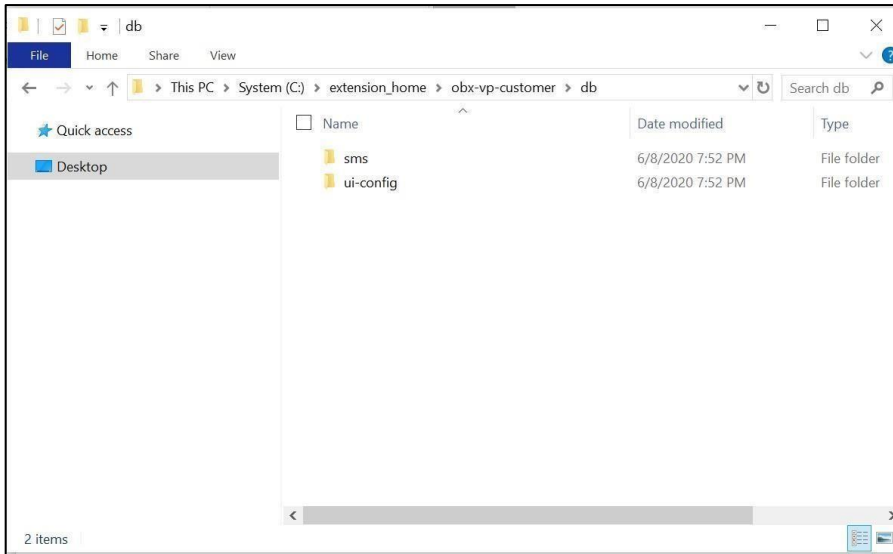 db
File Home Share View
This PC > System (C:) > extension_home > obx-vp-customer > db Search db
Quick access
Desktop
Name Date modified Type
sms 6/8/2020 7:52 PM File folder
ui-config 6/8/2020 7:52 PM File folder
2 items